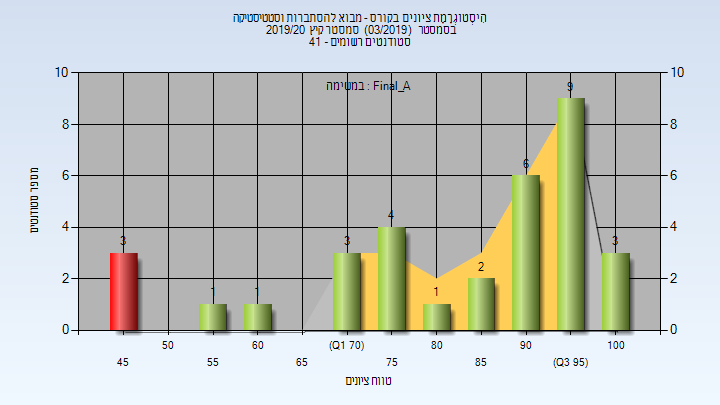 היסטוגרמת ציונים בקורס - מבוא להסתברות וסטטיסטיקה
בסמסטר (03/2019) סמסטר קיץ 2019/20
סטודנטים רשומים - 41
במשימה : Final_A
10 10
8 8
6 6
4 4
2 2
0 0
מספר סטודנטים
3 1 1 3 4 1 2 6 9 3
50 60 (Q1 70) 80 90 100
45 55 65 75 85 (Q3 95)
טווח ציונים